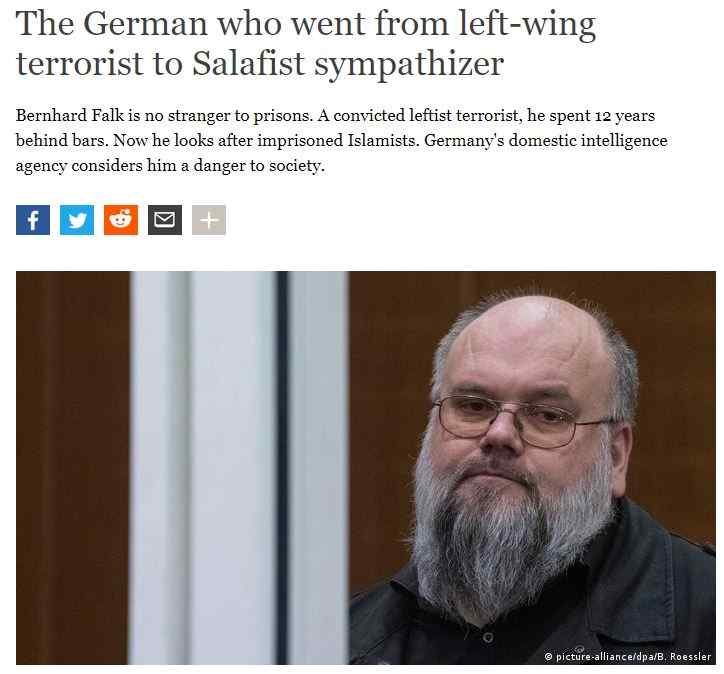 The German who went from left-wing
terrorist to Salafist sympathizer
Bernhard Falk is no stranger to prisons. A convicted leftist terrorist, he spent 12 years
behind bars. Now he looks after imprisoned Islamists. Germany's domestic intelligence
agency considers him a danger to society.
© picture-alliance/dpa/B. Roessler